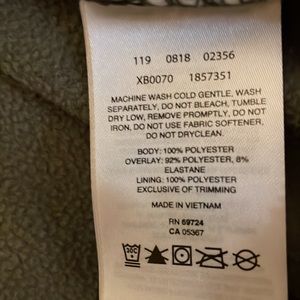 119 0818 02356
XB0070 1857351
MACHINE WASH COLD GENTLE, WASH
SEPARATELY, DO NOT BLEACH, TUMBLE
DRY LOW, REMOVE PROMPTLY, DO NOT
IRON, DO NOT USE FABRIC SOFTENER,
DO NOT DRYCLEAN.
BODY: 100% POLYESTER
OVERLAY: 92% POLYESTER, 8%
ELASTANE
LINING: 100% POLYESTER
EXCLUSIVE OF TRIMMING
MADE IN VIETNAM
RN 69724
CA 05367
30C